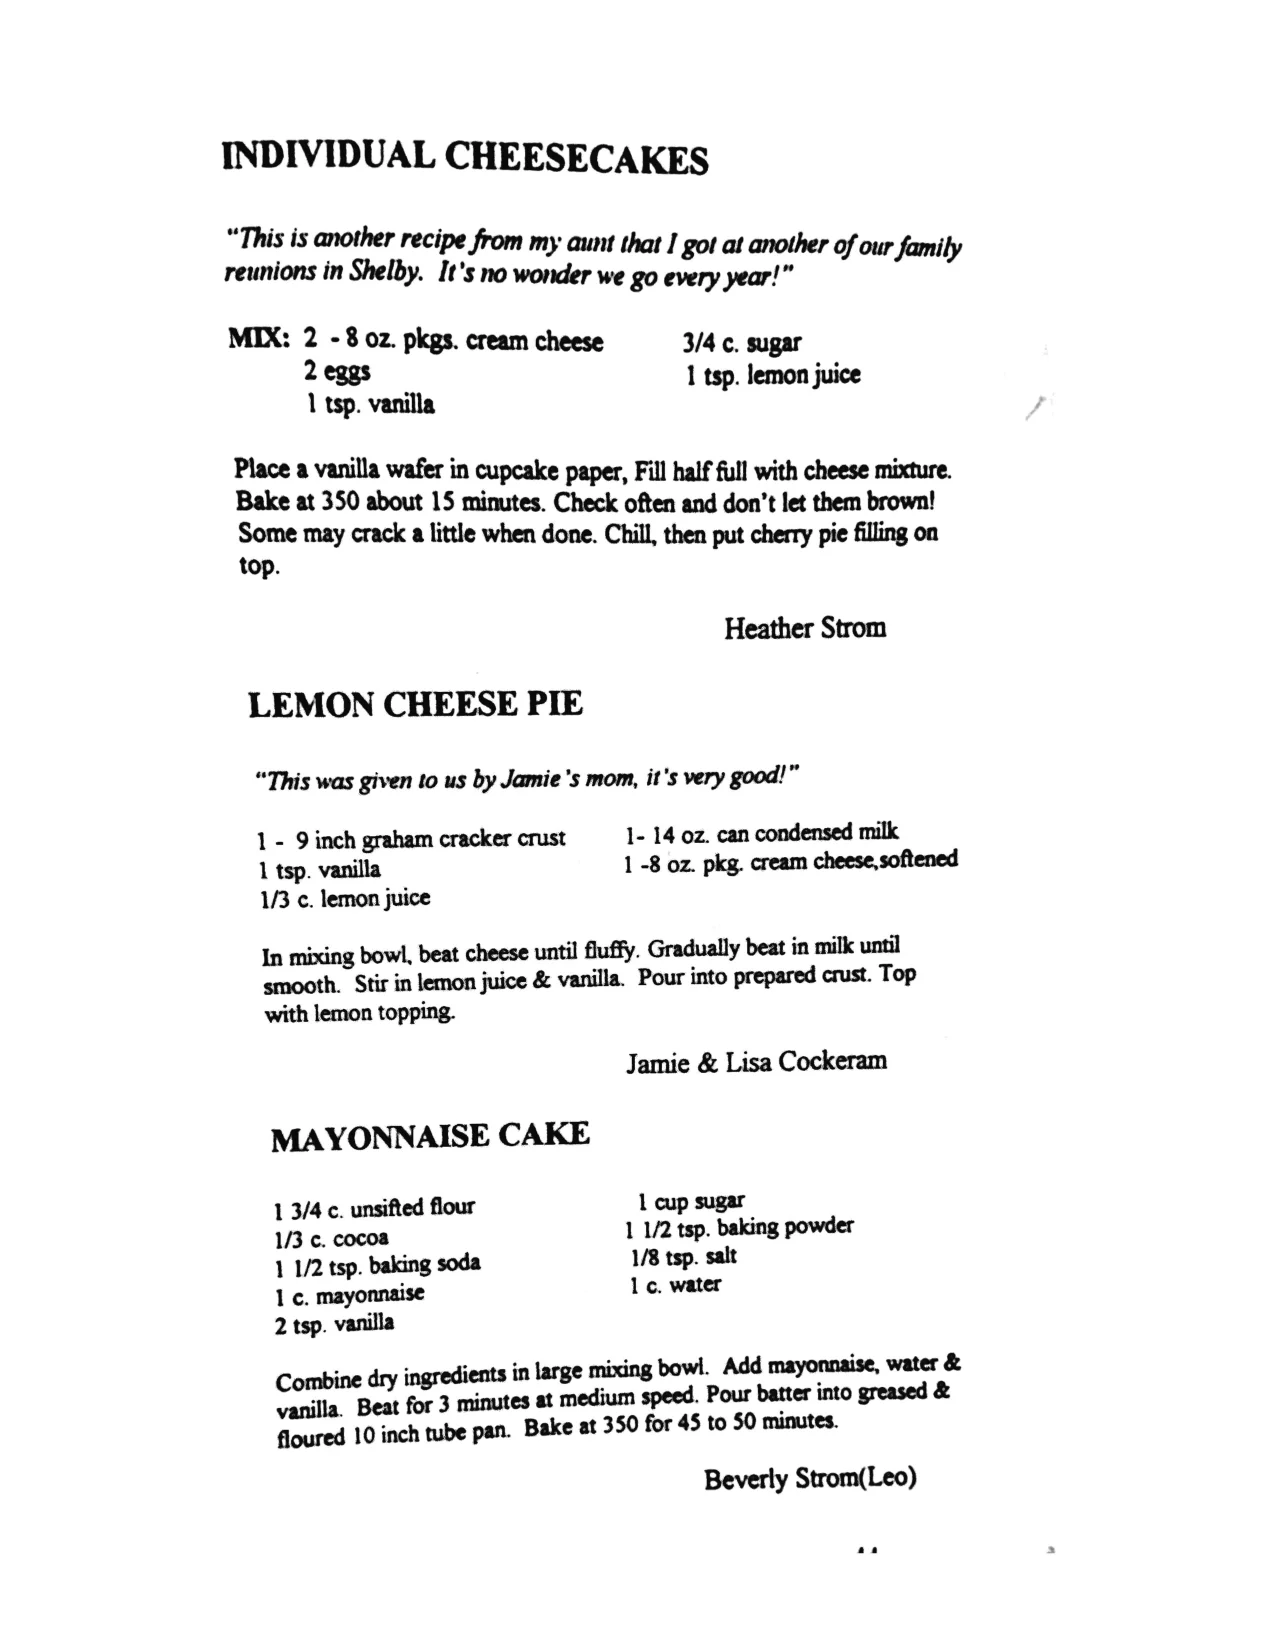 INDIVIDUAL CHEESECAKES
"This is another recipe from my aunt that I got at another of our family
reunions in Shelby. It's no wonder we go every year!"
MIX: 2 - 8 oz. pkgs. cream cheese 3/4 c. sugar
2 eggs 1 tsp. lemon juice
1 tsp. vanilla
Place a vanilla wafer in cupcake paper, Fill half full with cheese mixture.
Bake at 350 about 15 minutes. Check often and don't let them brown!
Some may crack a little when done. Chill, then put cherry pie filling on
top.
Heather Strom
LEMON CHEESE PIE
"This was given to us by Jamie's mom, it's very good!"
1 - 9 inch graham cracker crust 1- 14 oz. can condensed milk
1 tsp. vanilla 1 -8 oz. pkg. cream cheese,softened
1/3 c. lemon juice
In mixing bowl, beat cheese until fluffy. Gradually beat in milk until
smooth. Stir in lemon juice & vanilla. Pour into prepared crust. Top
with lemon topping.
Jamie & Lisa Cockeram
MAYONNAISE CAKE
1 3/4 c. unsifted flour 1 cup sugar
1/3 c. cocoa 1 1/2 tsp. baking powder
1 1/2 tsp. baking soda 1/8 tsp. salt
1 c. mayonnaise 1 c. water
2 tsp. vanilla
Combine dry ingredients in large mixing bowl. Add mayonnaise, water &
vanilla. Beat for 3 minutes at medium speed. Pour batter into greased &
floured 10 inch tube pan. Bake at 350 for 45 to 50 minutes.
Beverly Strom(Leo)